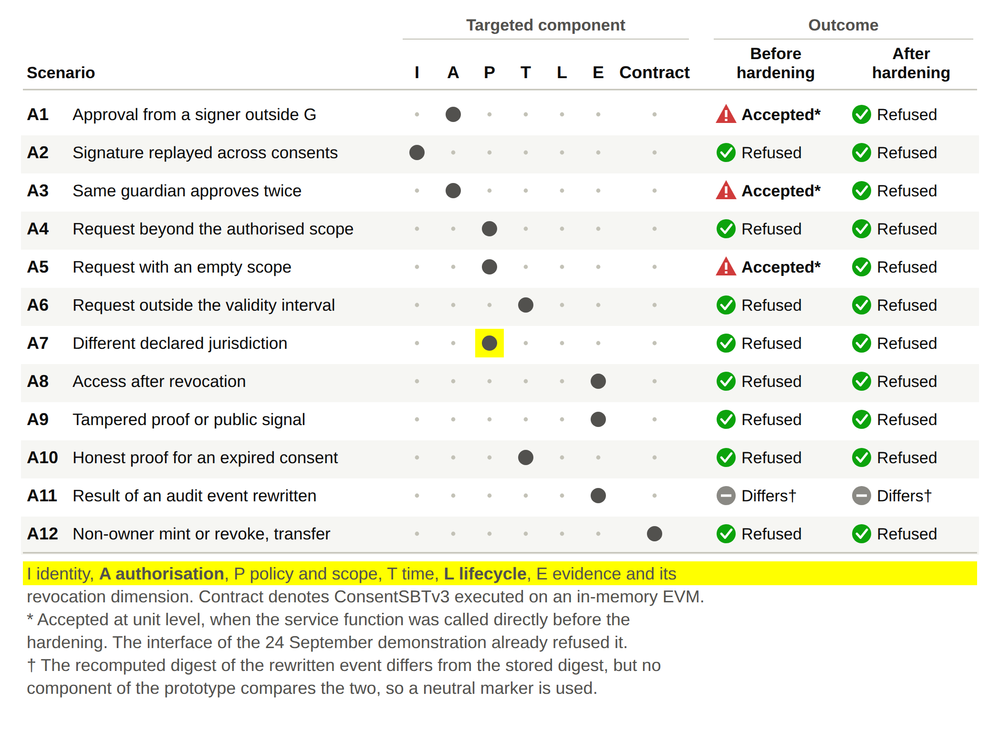 Targeted component Outcome
Before After
Scenario I A P T L E Contract hardening hardening
A1 Approval from a signer outside G Accepted* Refused
A2 Signature replayed across consents Refused Refused
A3 Same guardian approves twice Accepted* Refused
A4 Request beyond the authorised scope Refused Refused
A5 Request with an empty scope Accepted* Refused
A6 Request outside the validity interval Refused Refused
A7 Different declared jurisdiction Refused Refused
A8 Access after revocation Refused Refused
A9 Tampered proof or public signal Refused Refused
A10 Honest proof for an expired consent Refused Refused
A11 Result of an audit event rewritten Differs† Differs†
A12 Non-owner mint or revoke, transfer Refused Refused
I identity, A authorisation, P policy and scope, T time, L lifecycle, E evidence and its
revocation dimension. Contract denotes ConsentSBTv3 executed on an in-memory EVM.
* Accepted at unit level, when the service function was called directly before the
hardening. The interface of the 24 September demonstration already refused it.
† The recomputed digest of the rewritten event differs from the stored digest, but no
component of the prototype compares the two, so a neutral marker is used.